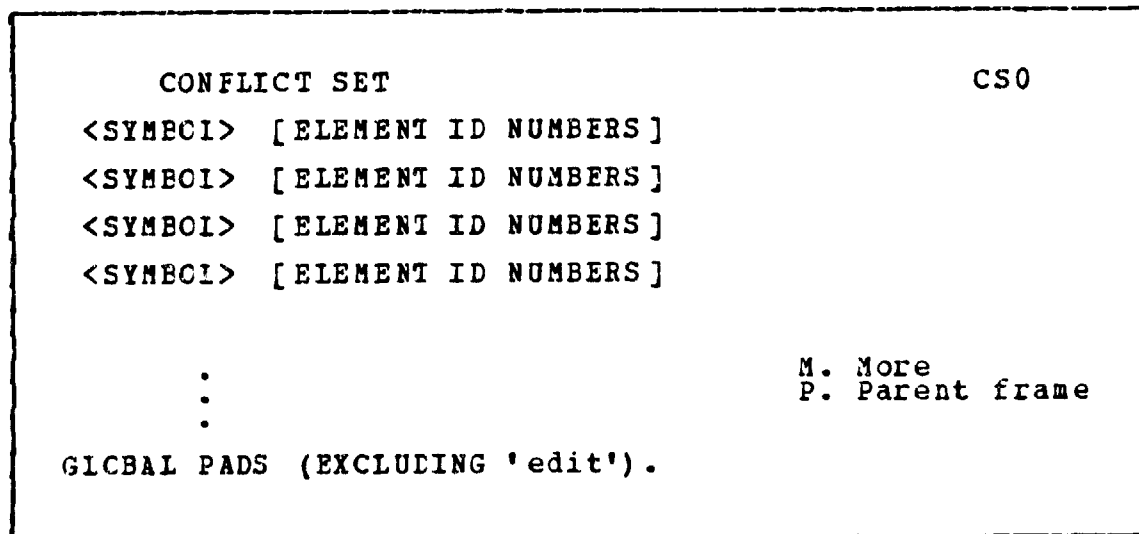 CONFLICT SET CS0
<SYMBOL> [ELEMENT ID NUMBERS]
<SYMBOL> [ELEMENT ID NUMBERS]
<SYMBOL> [ELEMENT ID NUMBERS]
<SYMBOL> [ELEMENT ID NUMBERS]
.
.
.
M. More
P. Parent frame
GLOBAL PADS (EXCLUDING 'edit').